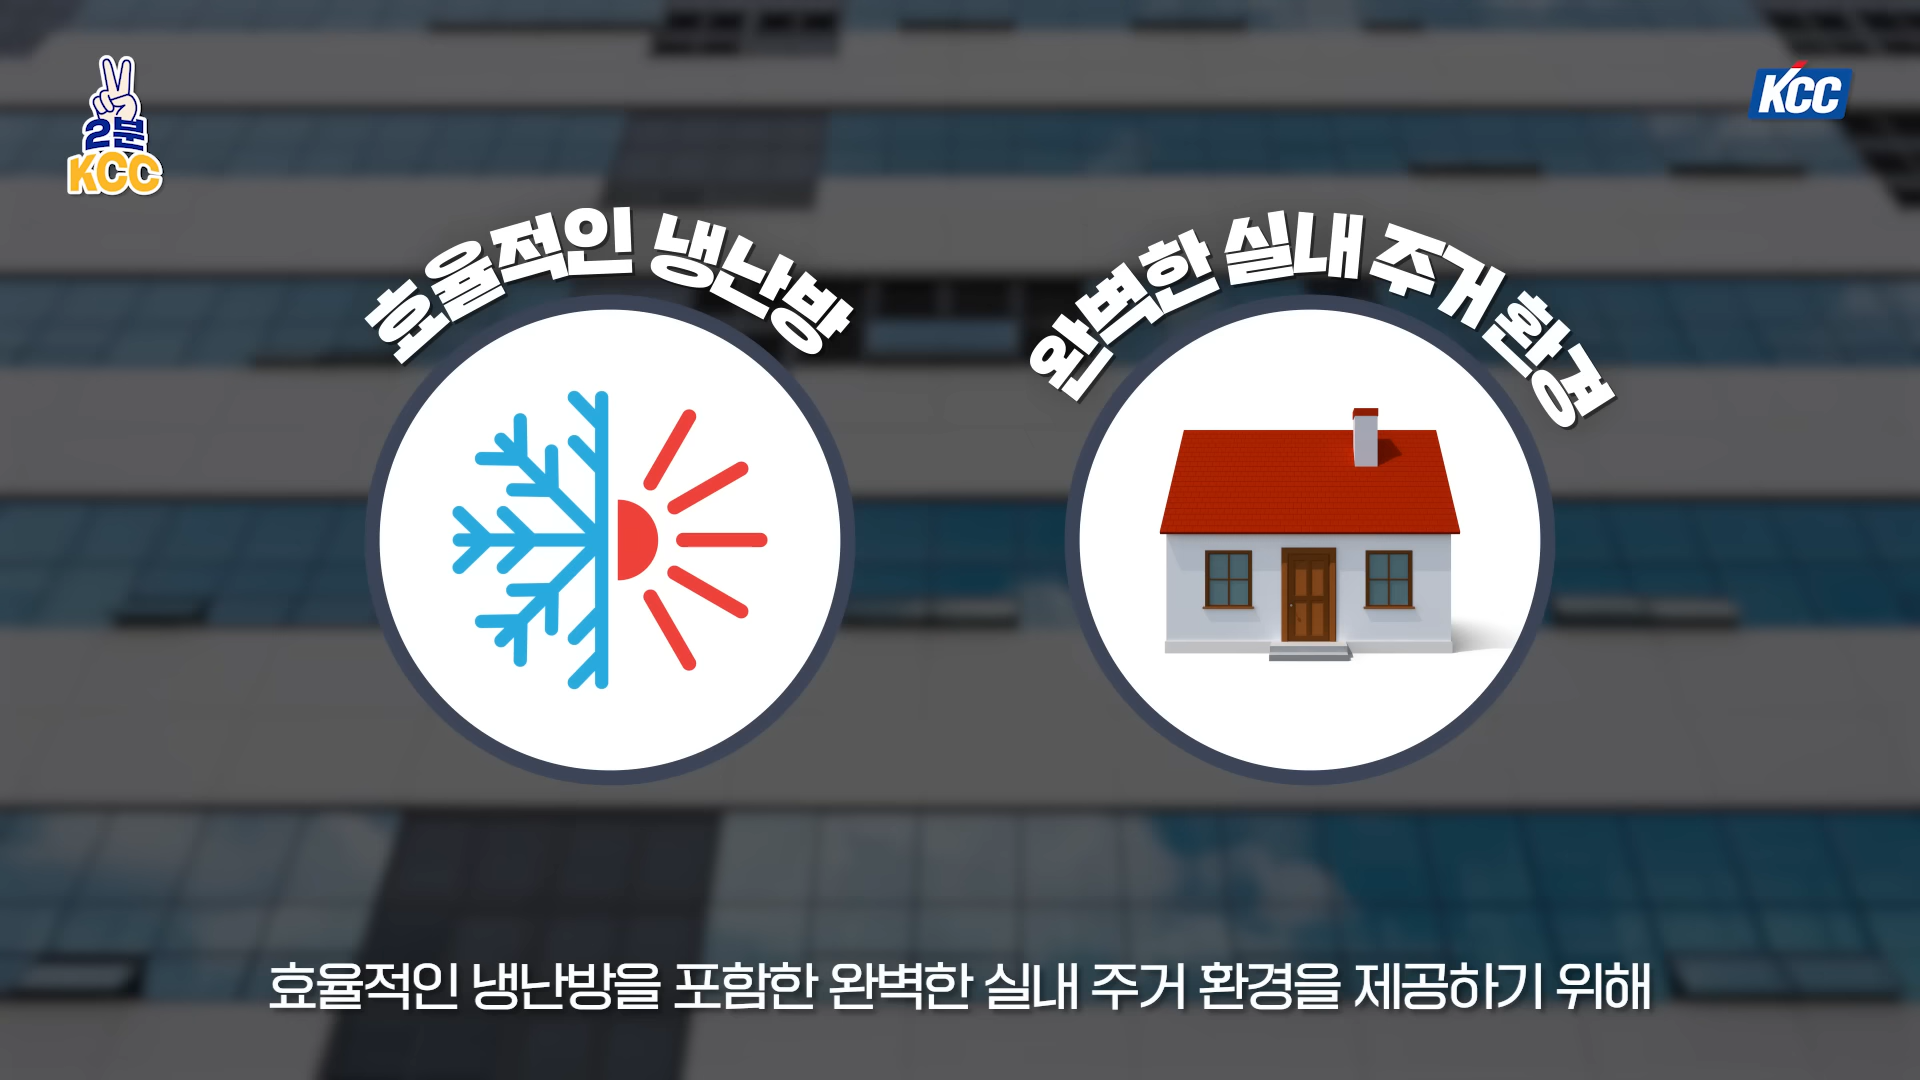 2분
KCC
KCC
효율적인 냉난방
완벽한 실내 주거 환경
효율적인 냉난방을 포함한 완벽한 실내 주거 환경을 제공하기 위해